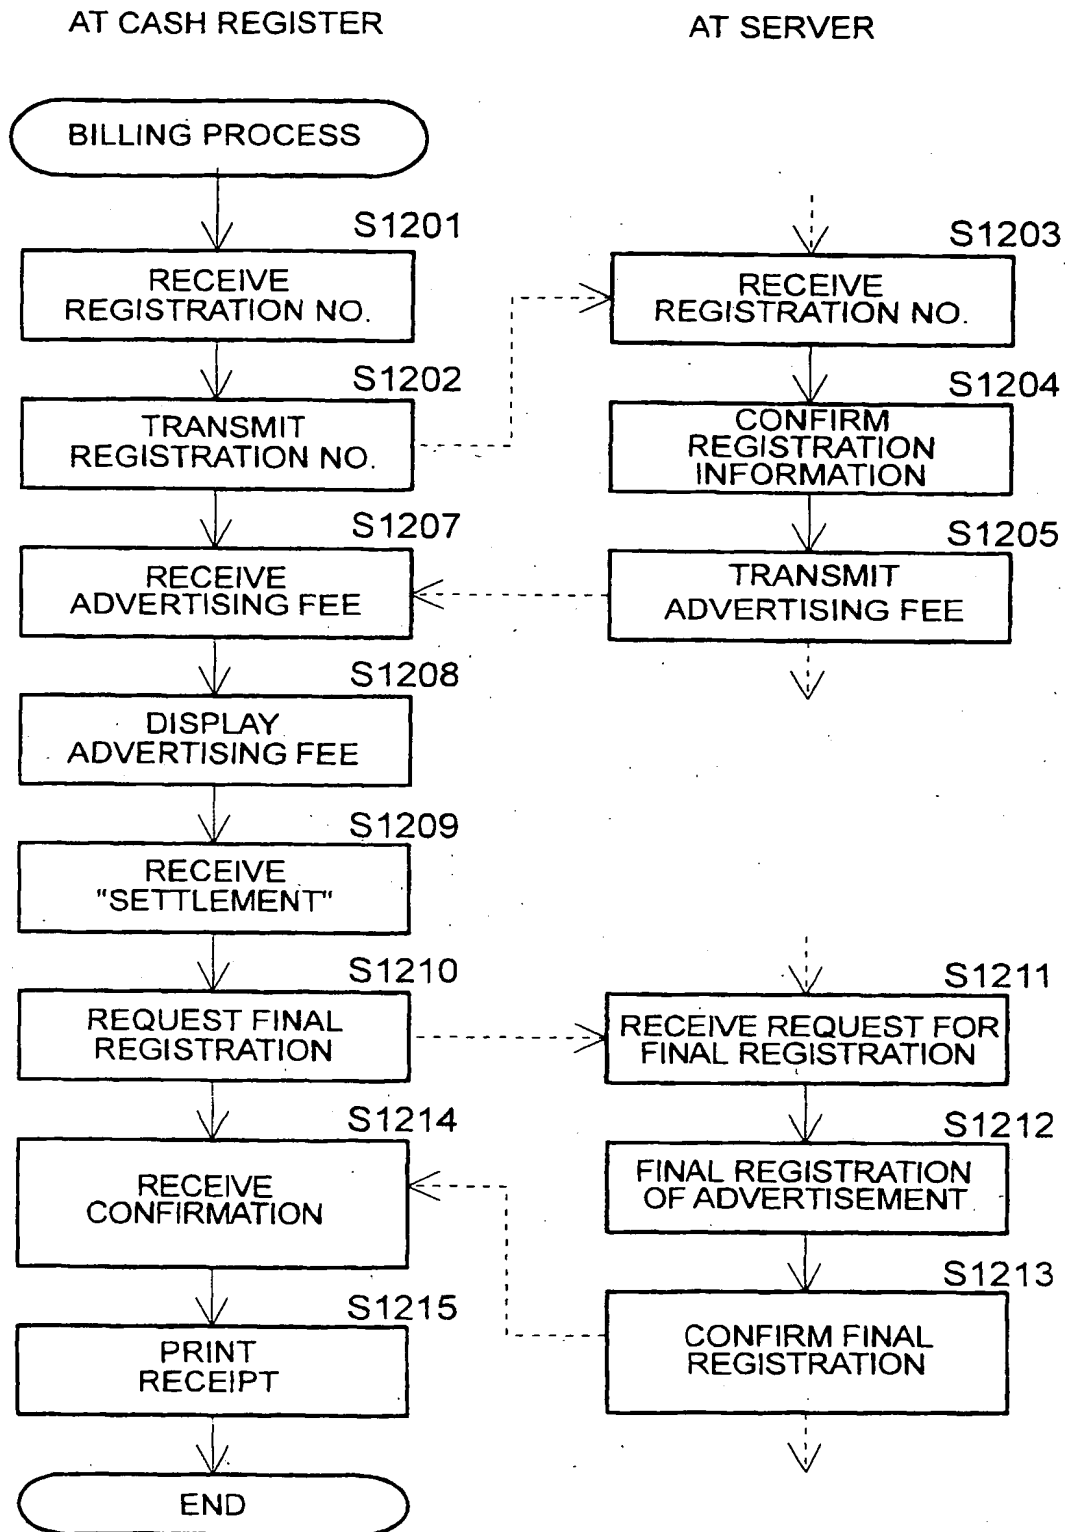 AT CASH REGISTER
AT SERVER
BILLING PROCESS
S1201
RECEIVE
REGISTRATION NO.
S1203
RECEIVE
REGISTRATION NO.
S1202
TRANSMIT
REGISTRATION NO.
S1204
CONFIRM
REGISTRATION
INFORMATION
S1207
RECEIVE
ADVERTISING FEE
S1205
TRANSMIT
ADVERTISING FEE
S1208
DISPLAY
ADVERTISING FEE
S1209
RECEIVE
"SETTLEMENT"
S1210
REQUEST FINAL
REGISTRATION
S1211
RECEIVE REQUEST FOR
FINAL REGISTRATION
S1214
RECEIVE
CONFIRMATION
S1212
FINAL REGISTRATION
OF ADVERTISEMENT
S1213
CONFIRM FINAL
REGISTRATION
S1215
PRINT
RECEIPT
END